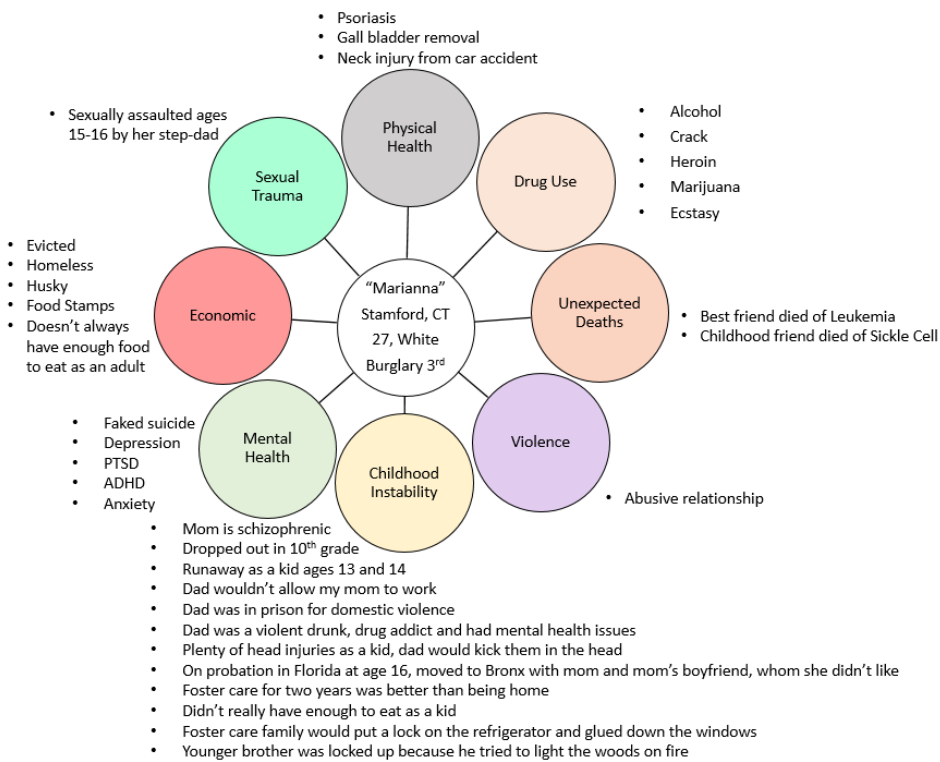 • Psoriasis
• Gall bladder removal
• Neck injury from car accident
Physical
Health
• Sexually assaulted ages
15-16 by her step-dad
Sexual
Trauma
Drug Use
• Alcohol
• Crack
• Heroin
• Marijuana
• Ecstasy
• Evicted
• Homeless
• Husky
• Food Stamps
• Doesn’t always
have enough food
to eat as an adult
Economic
“Marianna”
Stamford, CT
27, White
Burglary 3rd
Unexpected
Deaths
• Best friend died of Leukemia
• Childhood friend died of Sickle Cell
• Faked suicide
• Depression
• PTSD
• ADHD
• Anxiety
Mental
Health
Childhood
Instability
Violence
• Abusive relationship
• Mom is schizophrenic
• Dropped out in 10th grade
• Runaway as a kid ages 13 and 14
• Dad wouldn’t allow my mom to work
• Dad was in prison for domestic violence
• Dad was a violent drunk, drug addict and had mental health issues
• Plenty of head injuries as a kid, dad would kick them in the head
• On probation in Florida at age 16, moved to Bronx with mom and mom’s boyfriend, whom she didn’t like
• Foster care for two years was better than being home
• Didn’t really have enough to eat as a kid
• Foster care family would put a lock on the refrigerator and glued down the windows
• Younger brother was locked up because he tried to light the woods on fire